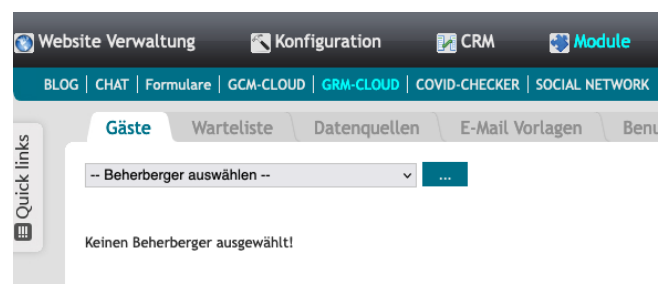 Website Verwaltung Konfiguration CRM Module
BLOG | CHAT | Formulare | GCM-CLOUD | GRM-CLOUD | COVID-CHECKER | SOCIAL NETWORK
Gäste Warteliste Datenquellen E-Mail Vorlagen
Quick links
-- Beherberger auswählen -- ...
Keinen Beherberger ausgewählt!